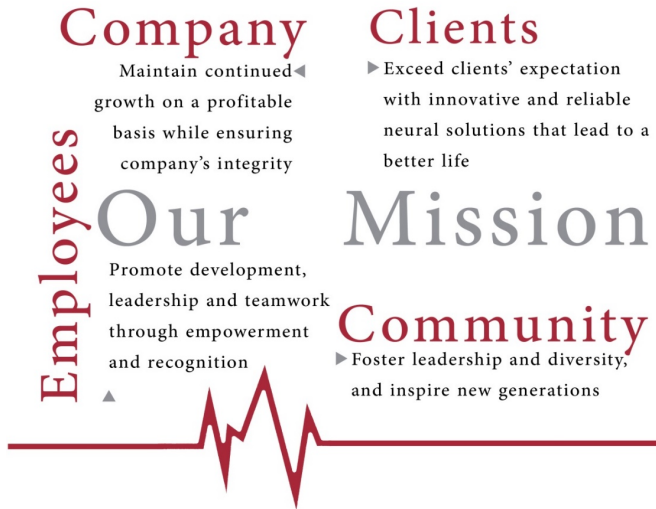 Company
Maintain continued
growth on a profitable
basis while ensuring
company's integrity
Clients
Exceed clients' expectation
with innovative and reliable
neural solutions that lead to a
better life
Our Mission
Employees
Promote development,
leadership and teamwork
through empowerment
and recognition
Community
Foster leadership and diversity,
and inspire new generations